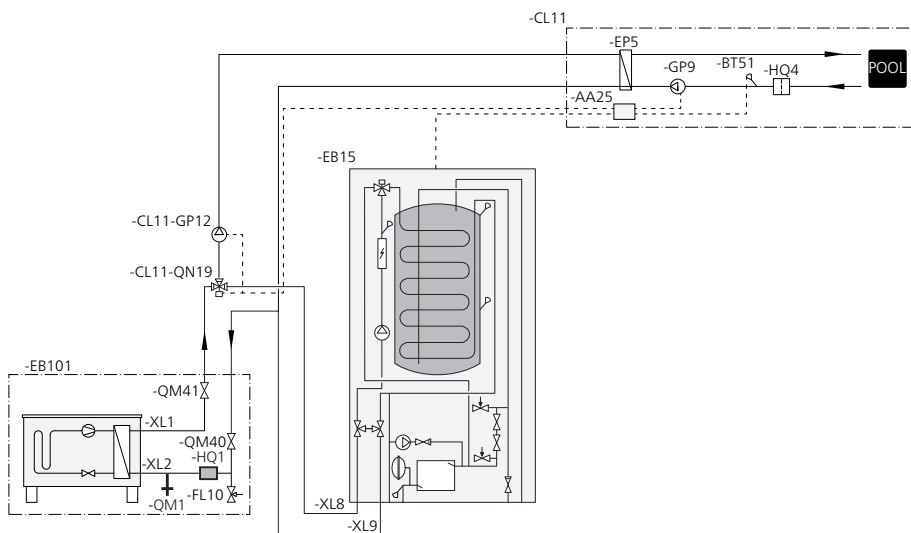 -CL11
-EP5
-GP9
-BT51
-HQ4
POOL
-AA25
-EB15
-CL11-GP12
-CL11-QN19
-EB101
-QM41
-XL1
-QM40
-HQ1
-XL2
-FL10
-QM1
-XL8
-XL9